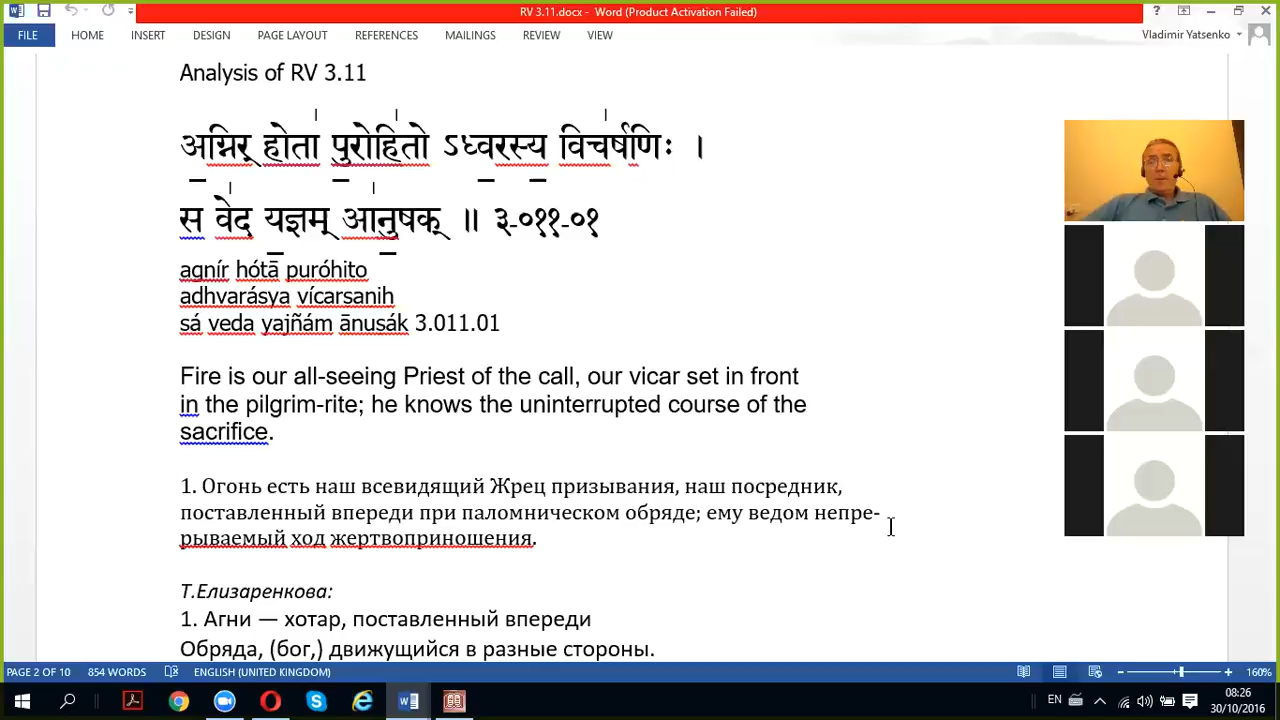 RV 3.11.docx - Word (Product Activation Failed)
FILE HOME INSERT DESIGN PAGE LAYOUT REFERENCES MAILINGS REVIEW VIEW Vladimir Yatsenko
Analysis of RV 3.11
अ॒ग्निर् होता॑ पु॒रोहि॑तो ऽध्व॒रस्य॒ विच॑र्षणिः ।
स वे॑द य॒ज्ञम् आ॑नु॒षक् ॥ ३-०११-०१
agnír hótā puróhito
adhvarásya vícarsanih
sá veda yajñám ānusák 3.011.01
Fire is our all-seeing Priest of the call, our vicar set in front
in the pilgrim-rite; he knows the uninterrupted course of the
sacrifice.
1. Огонь есть наш всевидящий Жрец призывания, наш посредник,
поставленный впереди при паломническом обряде; ему ведом непре-
рываемый ход жертвоприношения.
Т.Елизаренкова:
1. Агни — хотар, поставленный впереди
Обряда, (бог,) движущийся в разные стороны.
PAGE 2 OF 10 854 WORDS ENGLISH (UNITED KINGDOM) 160%
EN 08:26
30/10/2016